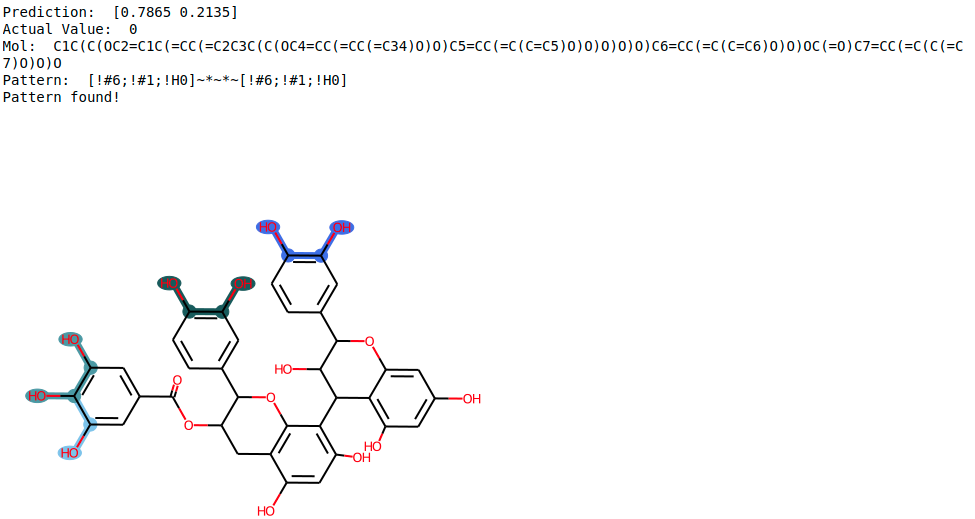 Prediction:  [0.7865 0.2135]
Actual Value:  0
Mol:  C1C(C(OC2=C1C(=CC(=C2C3C(C(OC4=CC(=CC(=C34)O)O)C5=CC(=C(C=C5)O)O)O)O)O)C6=CC(=C(C=C6)O)O)OC(=O)C7=CC(=C(C(=C
7)O)O)O
Pattern:  [!#6;!#1;!H0]~*~*~[!#6;!#1;!H0]
Pattern found!
HO OH
HO OH
HO O
O
HO
HO O OH
O
HO HO
OH
HO